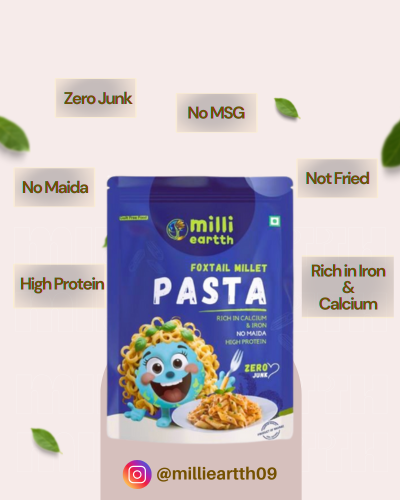 Zero Junk
No MSG
No Maida
Not Fried
High Protein
Rich in Iron
&
Calcium
milli
eartth
FOXTAIL MILLET
PASTA
RICH IN CALCIUM
& IRON
NO MAIDA
HIGH PROTEIN
ZERO
JUNK
@millieartth09